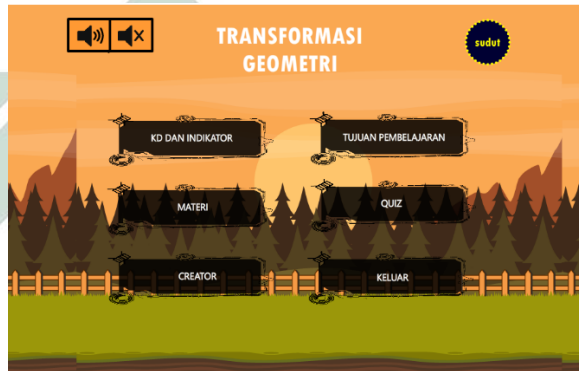 TRANSFORMASI
GEOMETRI
sudut
KD DAN INDIKATOR
TUJUAN PEMBELAJARAN
MATERI
QUIZ
CREATOR
KELUAR